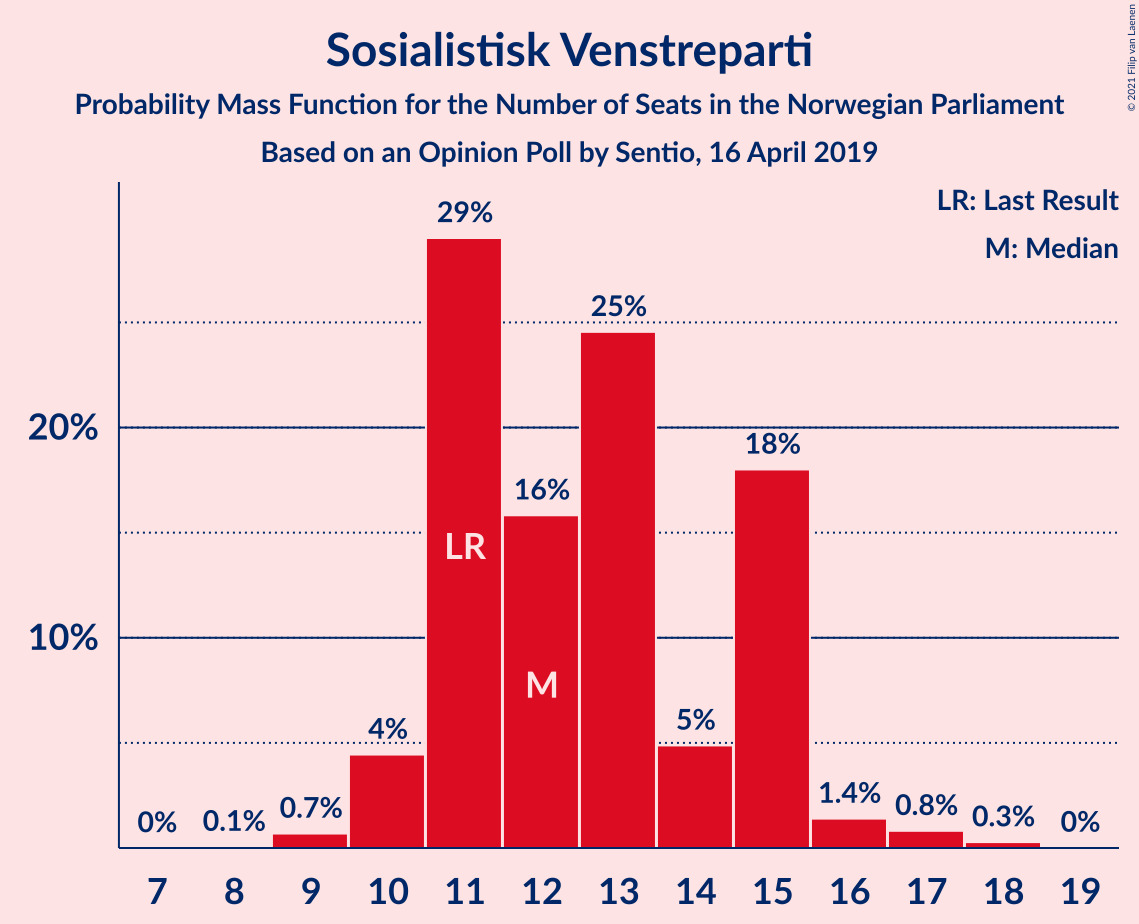 © 2021 Filip van Laenen
Sosialistisk Venstreparti
Probability Mass Function for the Number of Seats in the Norwegian Parliament
Based on an Opinion Poll by Sentio, 16 April 2019
LR: Last Result
M: Median
29%
25%
20%
18%
16%
LR
10%
M
4%
5%
0%
0.1%
0.7%
1.4%
0.8%
0.3%
0%
7 8 9 10 11 12 13 14 15 16 17 18 19